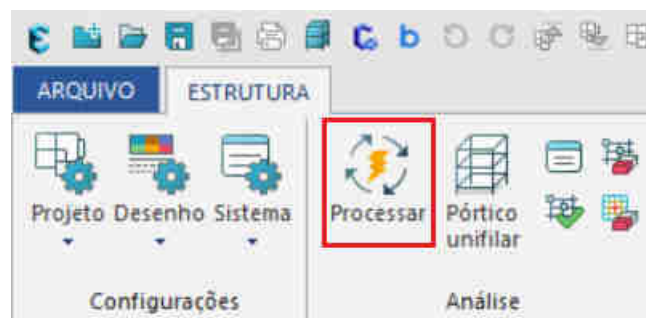 ARQUIVO ESTRUTURA
Projeto Desenho Sistema Processar Pórtico
unifilar
Configurações Análise